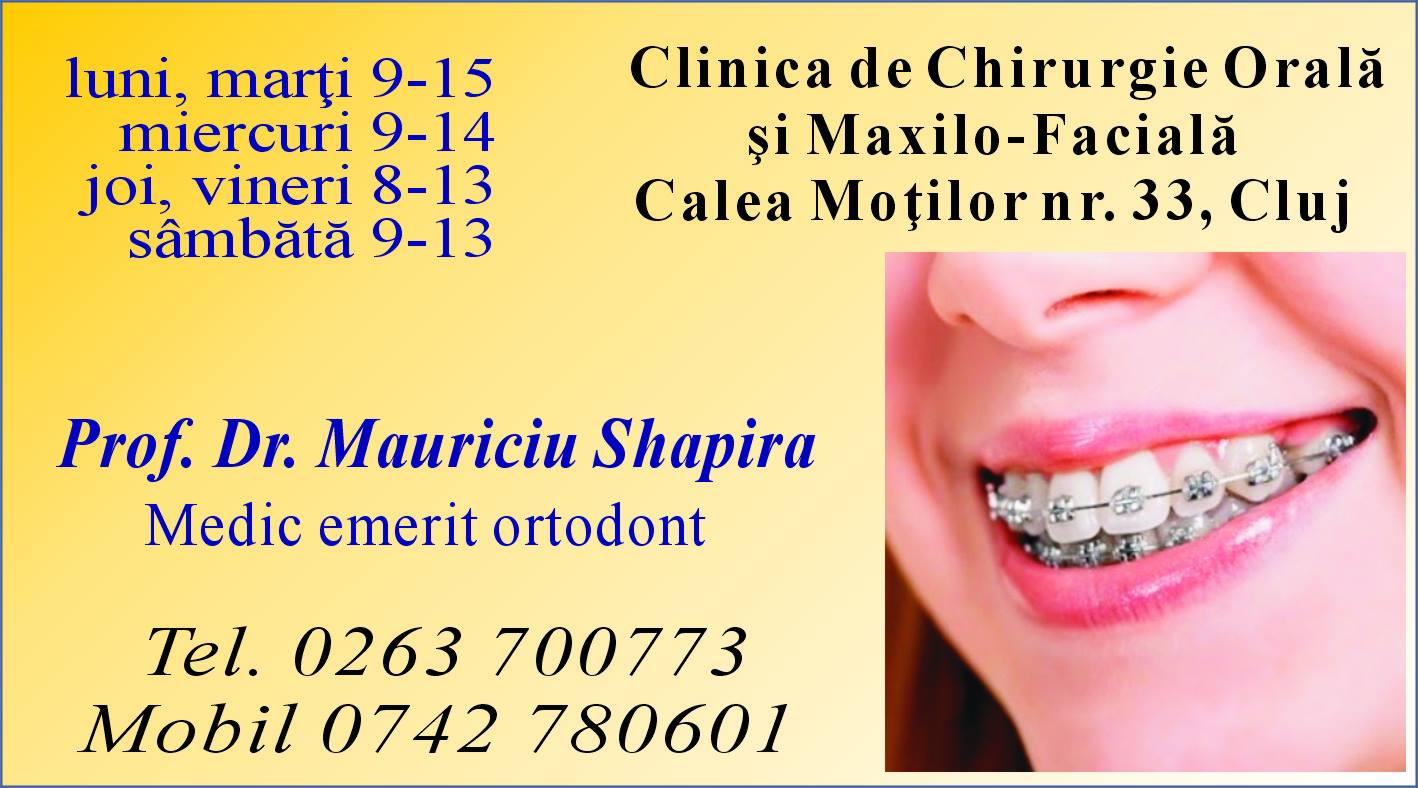 luni, marţi 9-15
miercuri 9-14
joi, vineri 8-13
sâmbătă 9-13
Clinica de Chirurgie Orală
şi Maxilo-Facială
Calea Moţilor nr. 33, Cluj
Prof. Dr. Mauriciu Shapira
Medic emerit ortodont
Tel. 0263 700773
Mobil 0742 780601